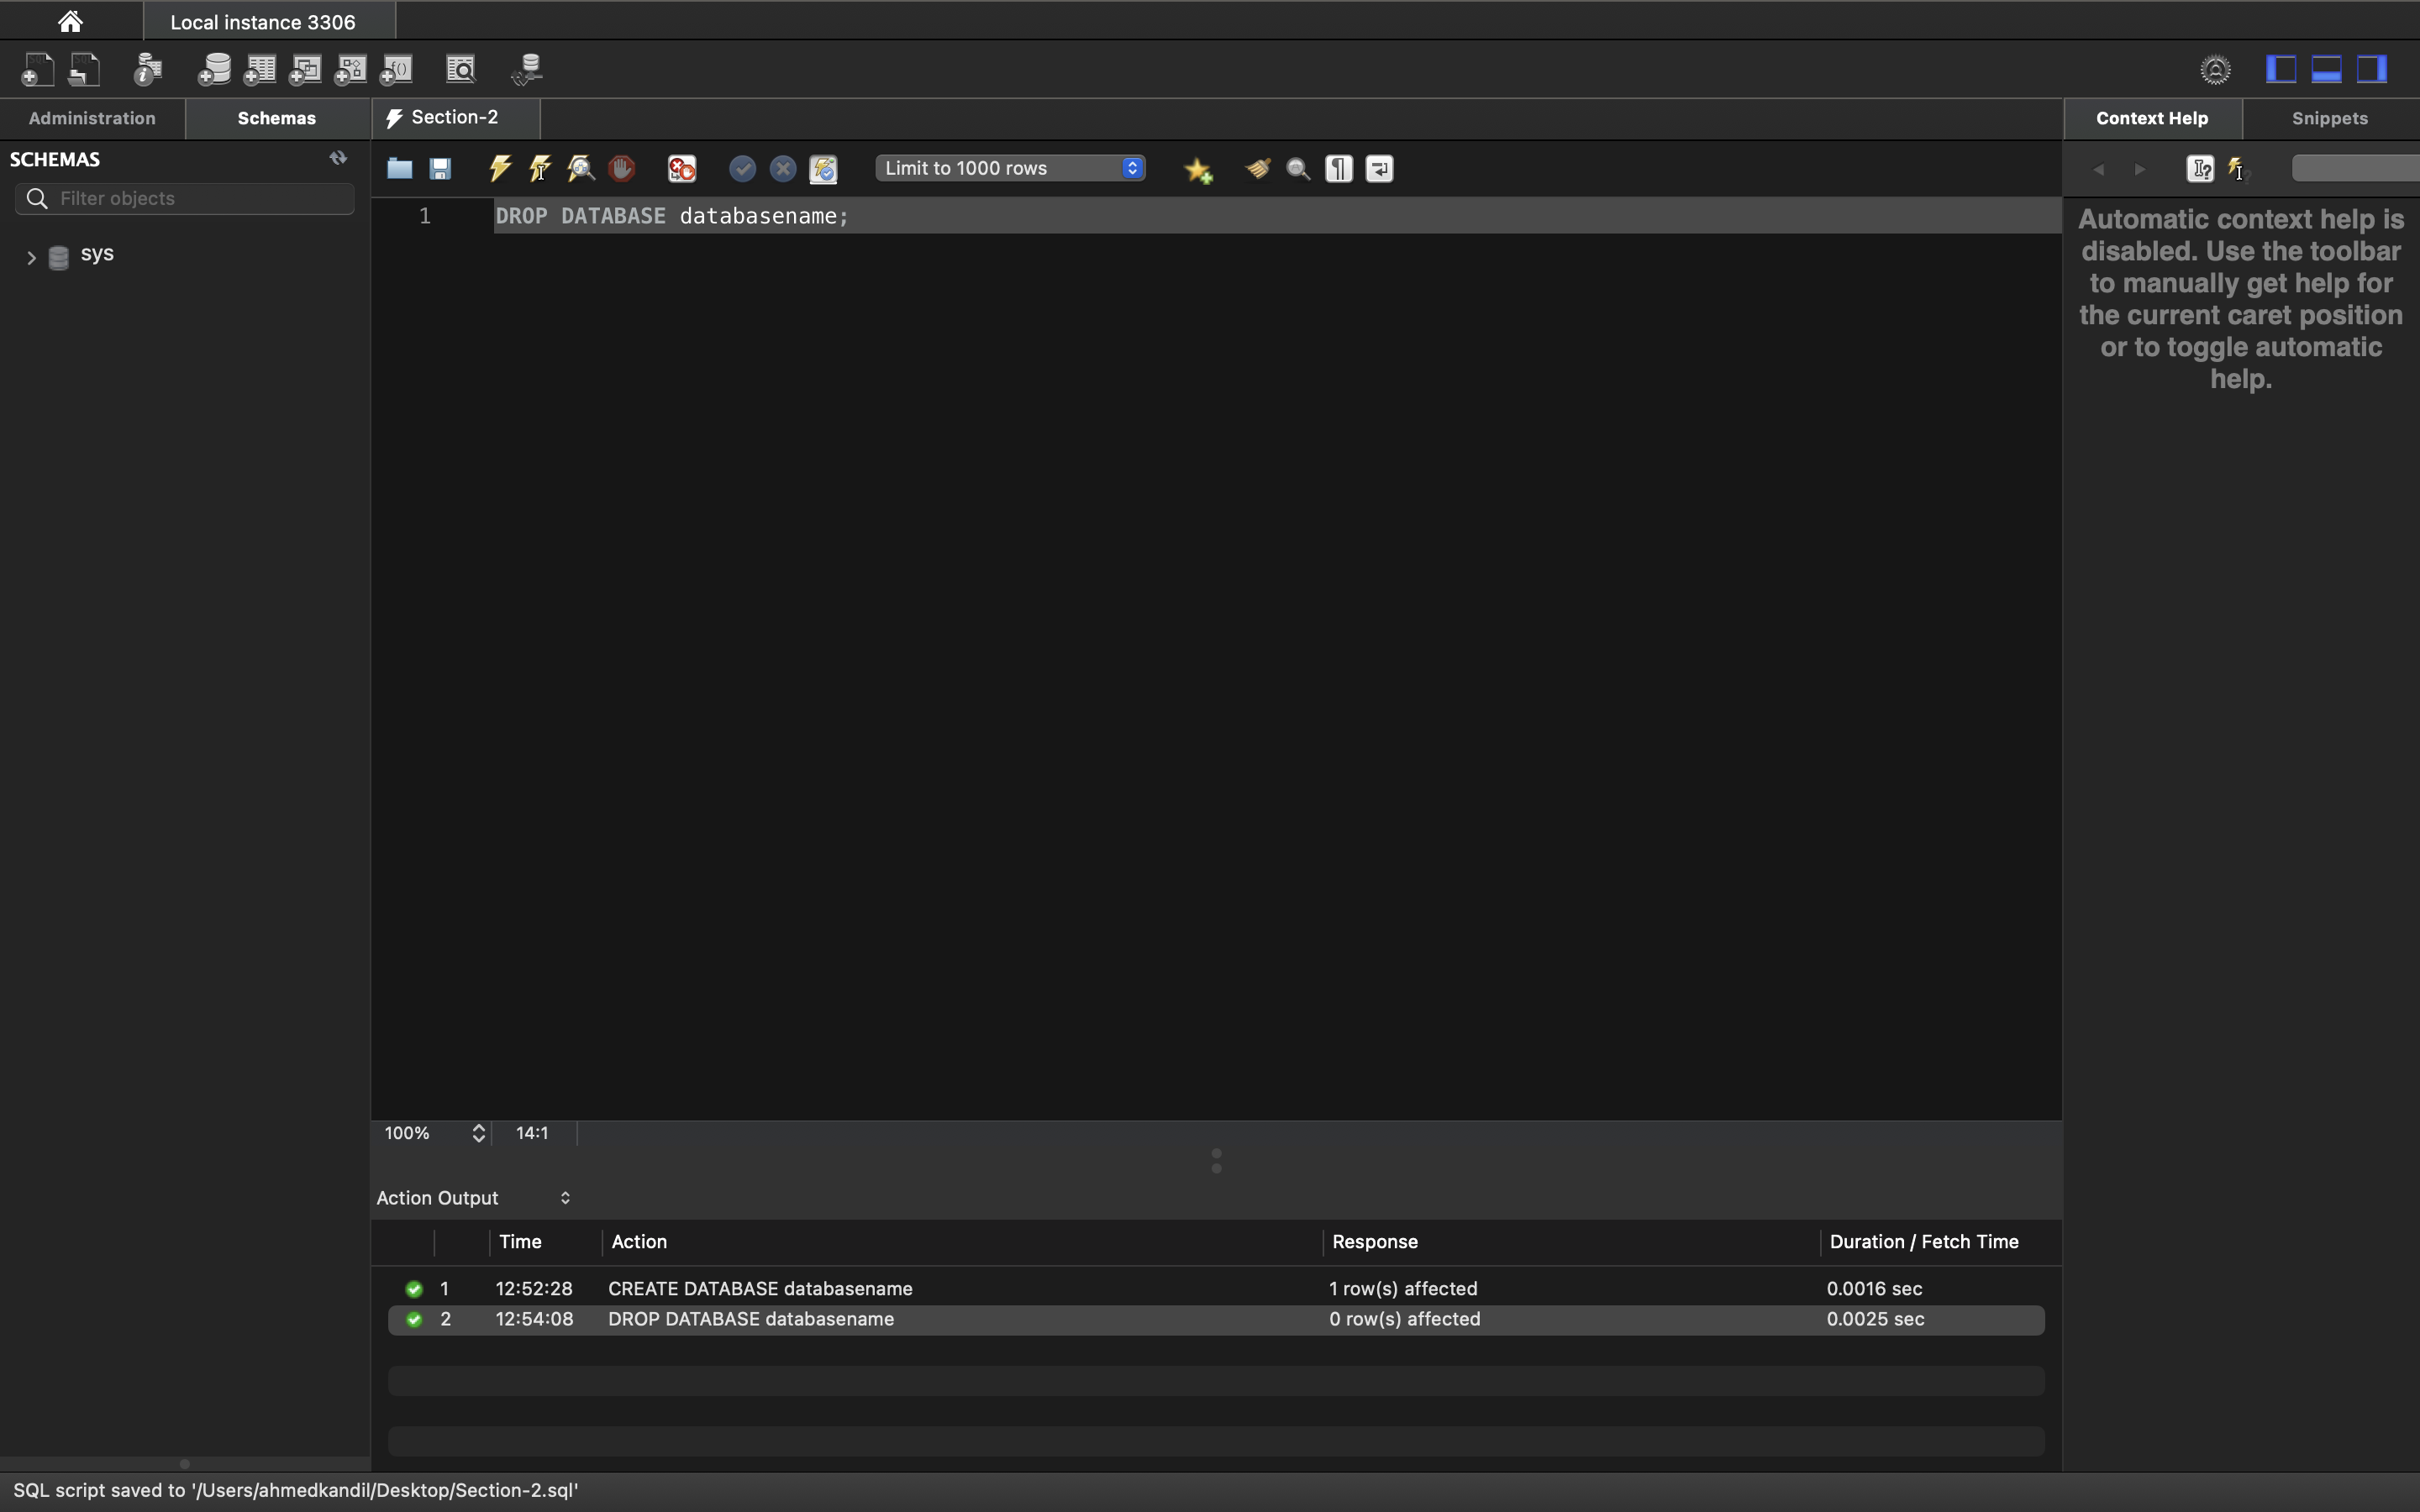 Local instance 3306
Administration
Schemas
Section-2
Context Help
Snippets
SCHEMAS
Filter objects
sys
Limit to 1000 rows
1
DROP DATABASE databasename;
Automatic context help is
disabled. Use the toolbar
to manually get help for
the current caret position
or to toggle automatic
help.
100%
14:1
Action Output
Time Action Response Duration / Fetch Time
1 12:52:28 CREATE DATABASE databasename 1 row(s) affected 0.0016 sec
2 12:54:08 DROP DATABASE databasename 0 row(s) affected 0.0025 sec
SQL script saved to '/Users/ahmedkandil/Desktop/Section-2.sql'